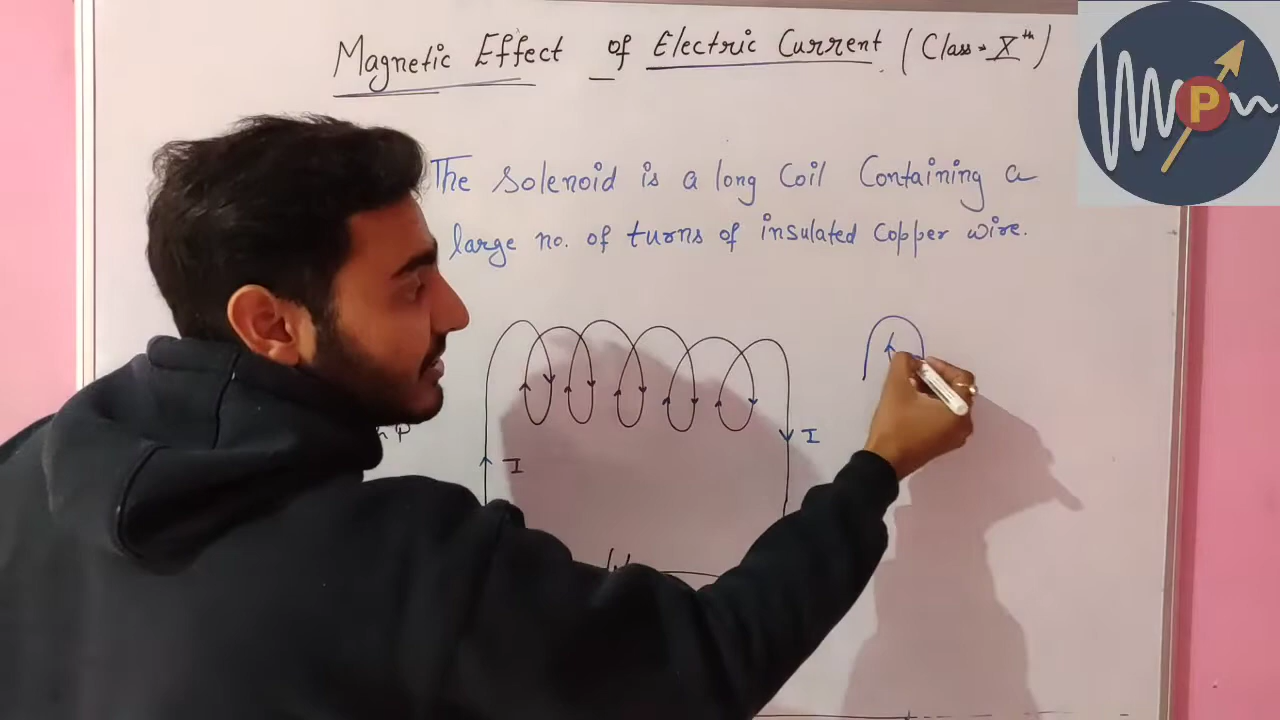 Magnetic Effect of Electric Current (Class-Xth)
P
The Solenoid is a long Coil Containing a
large no. of turns of insulated Copper wire.
I
I